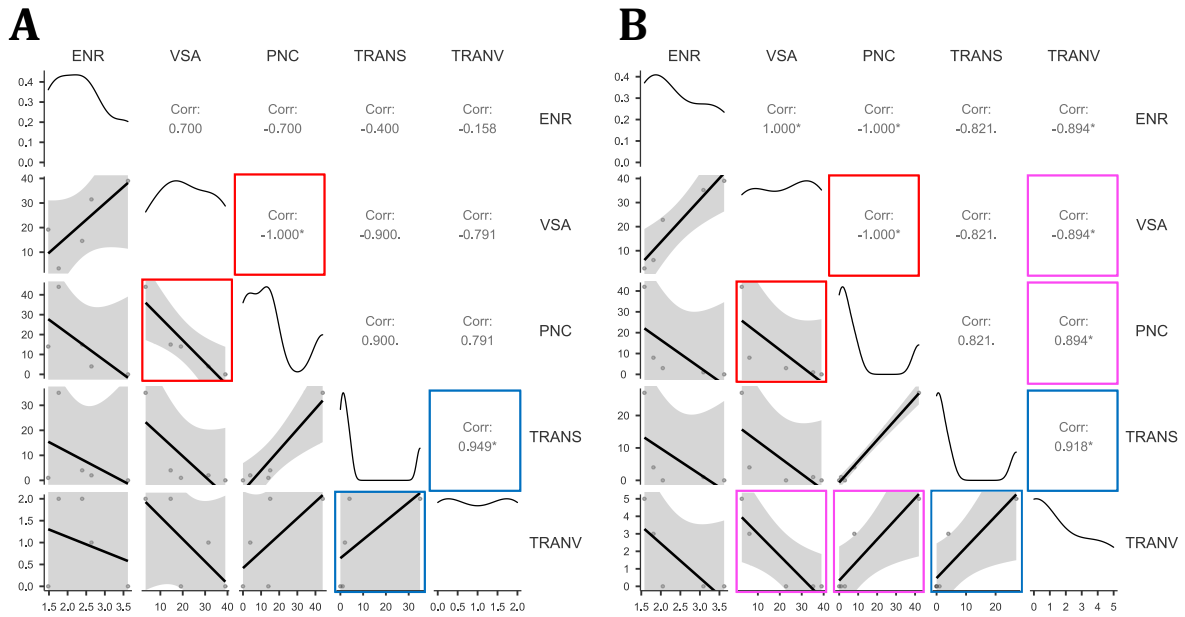 A
ENR VSA PNC TRANS TRANV
0.4
0.3
0.2
0.1
0.0
Corr:
0.700
Corr:
-0.700
Corr:
-0.400
Corr:
-0.158
ENR
40
30
20
10
Corr:
-1.000*
Corr:
-0.900.
Corr:
-0.791
VSA
40
30
20
10
0
Corr:
0.900.
Corr:
0.791
PNC
30
20
10
0
Corr:
0.949*
TRANS
2.0
1.5
1.0
0.5
0.0
TRANV
1.5 2.0 2.5 3.0 3.5
10 20 30 40
0 10 20 30 40
0 10 20 30
0.0 0.5 1.0 1.5 2.0
B
ENR VSA PNC TRANS TRANV
0.4
0.3
0.2
0.1
0.0
Corr:
1.000*
Corr:
-1.000*
Corr:
-0.821.
Corr:
-0.894*
ENR
40
30
20
10
Corr:
-1.000*
Corr:
-0.821.
Corr:
-0.894*
VSA
40
30
20
10
0
Corr:
0.821.
Corr:
0.894*
PNC
20
10
0
Corr:
0.918*
TRANS
5
4
3
2
1
0
TRANV
1.5 2.0 2.5 3.0 3.5
10 20 30 40
0 10 20 30 40
0 10 20
0 1 2 3 4 5